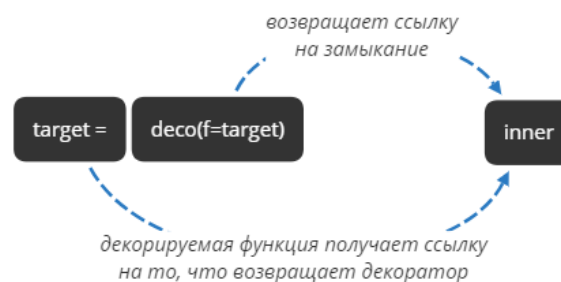 возвращает ссылку
на замыкание
target =
deco(f=target)
inner
декорируемая функция получает ссылку
на то, что возвращает декоратор